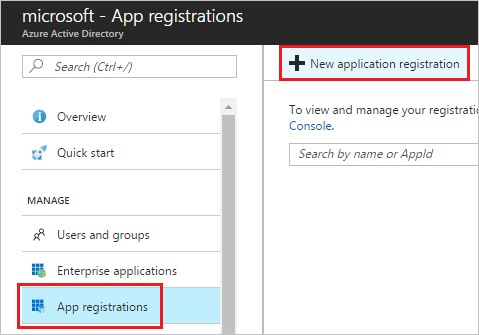 microsoft - App registrations
Azure Active Directory
Search (Ctrl+/)
Overview
Quick start
MANAGE
Users and groups
Enterprise applications
App registrations
New application registration
To view and manage your registratio
Console.
Search by name or AppId